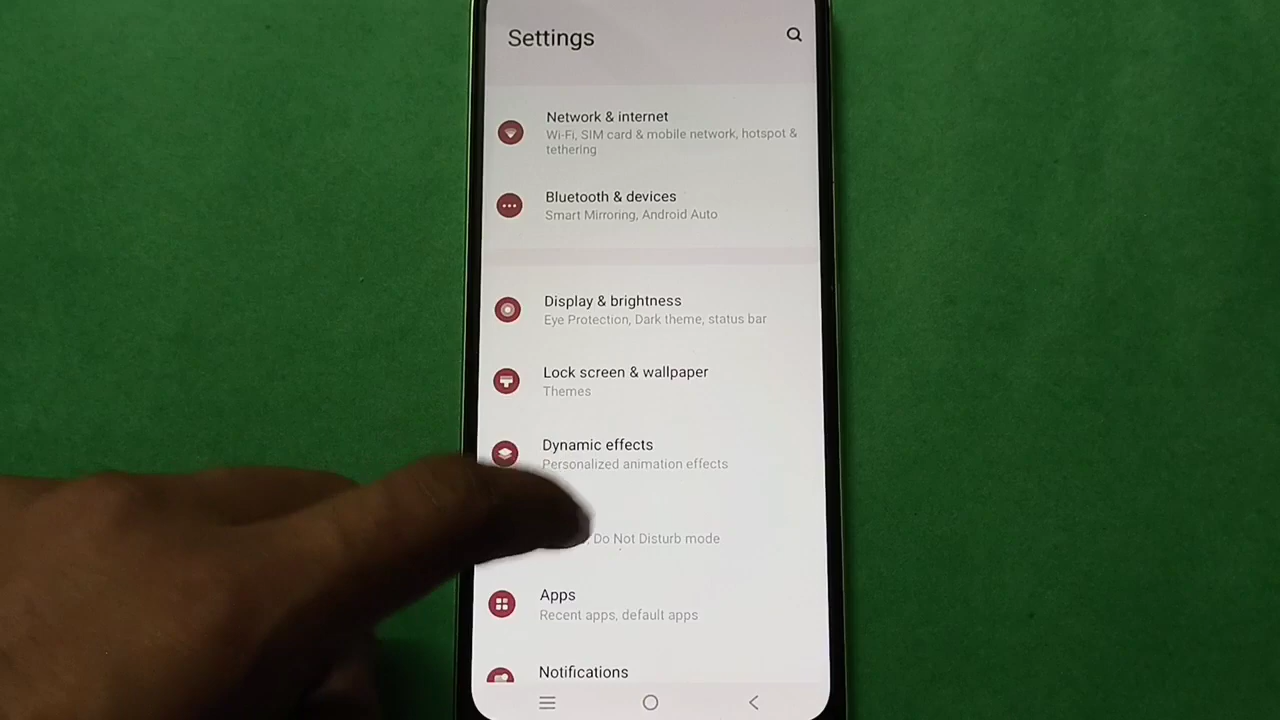 Settings
Network & internet
Wi-Fi, SIM card & mobile network, hotspot &
tethering
Bluetooth & devices
Smart Mirroring, Android Auto
Display & brightness
Eye Protection, Dark theme, status bar
Lock screen & wallpaper
Themes
Dynamic effects
Personalized animation effects
Do Not Disturb mode
Apps
Recent apps, default apps
Notifications